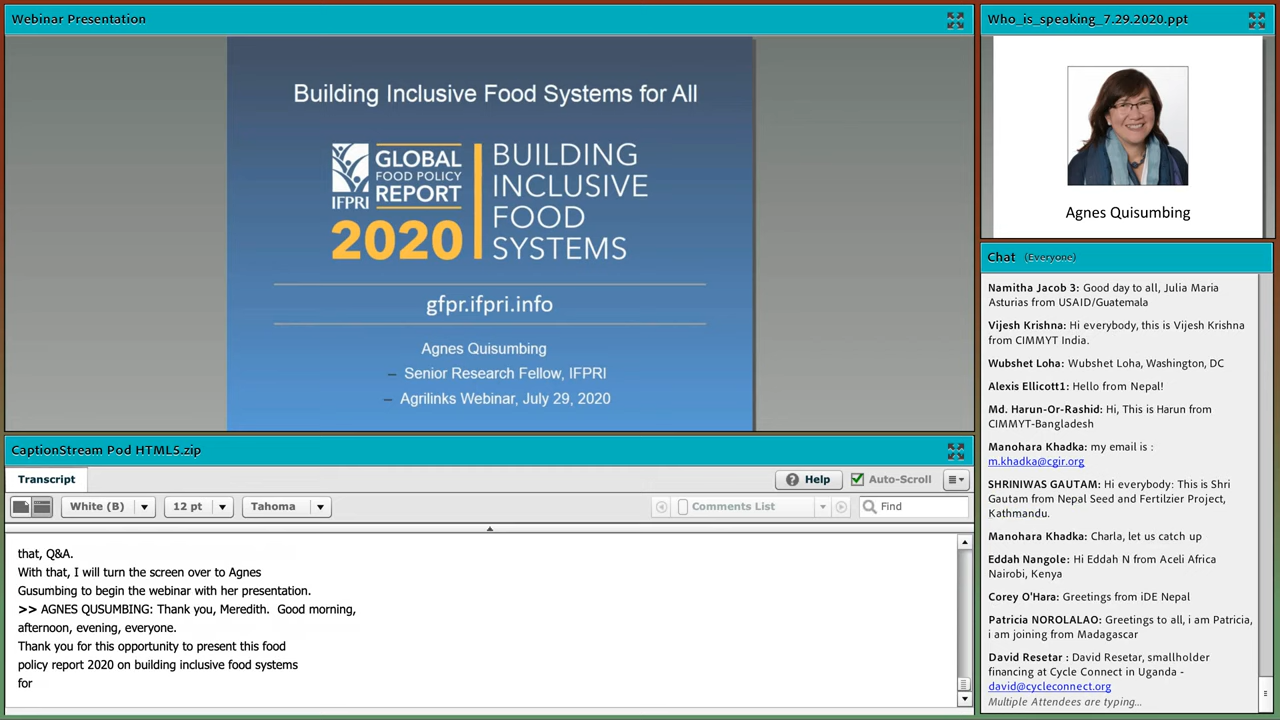 Webinar Presentation
Building Inclusive Food Systems for All
IFPRI
GLOBAL
FOOD POLICY
REPORT
2020
BUILDING
INCLUSIVE
FOOD
SYSTEMS
gfpr.ifpri.info
Agnes Quisumbing
– Senior Research Fellow, IFPRI
– Agrilinks Webinar, July 29, 2020
CaptionStream Pod HTML5.zip
Transcript
Help
Auto-Scroll
White (B)
12 pt
Tahoma
Comments List
Find
that, Q&A.
With that, I will turn the screen over to Agnes
Gusumbing to begin the webinar with her presentation.
>> AGNES QUSUMBING: Thank you, Meredith.  Good morning,
afternoon, evening, everyone.
Thank you for this opportunity to present this food
policy report 2020 on building inclusive food systems
for
Who_is_speaking_7.29.2020.ppt
Agnes Quisumbing
Chat (Everyone)
Namitha Jacob 3: Good day to all, Julia Maria
Asturias from USAID/Guatemala
Vijesh Krishna: Hi everybody, this is Vijesh Krishna
from CIMMYT India.
Wubshet Loha: Wubshet Loha, Washington, DC
Alexis Ellicott1: Hello from Nepal!
Md. Harun-Or-Rashid: Hi, This is Harun from
CIMMYT-Bangladesh
Manohara Khadka: my email is :
m.khadka@cgir.org
SHRINIWAS GAUTAM: Hi everybody: This is Shri
Gautam from Nepal Seed and Fertilzier Project,
Kathmandu.
Manohara Khadka: Charla, let us catch up
Eddah Nangole: Hi Eddah N from Aceli Africa
Nairobi, Kenya
Corey O'Hara: Greetings from iDE Nepal
Patricia NOROLALAO: Greetings to all, i am Patricia,
i am joining from Madagascar
David Resetar : David Resetar, smallholder
financing at Cycle Connect in Uganda -
david@cycleconnect.org
Multiple Attendees are typing...